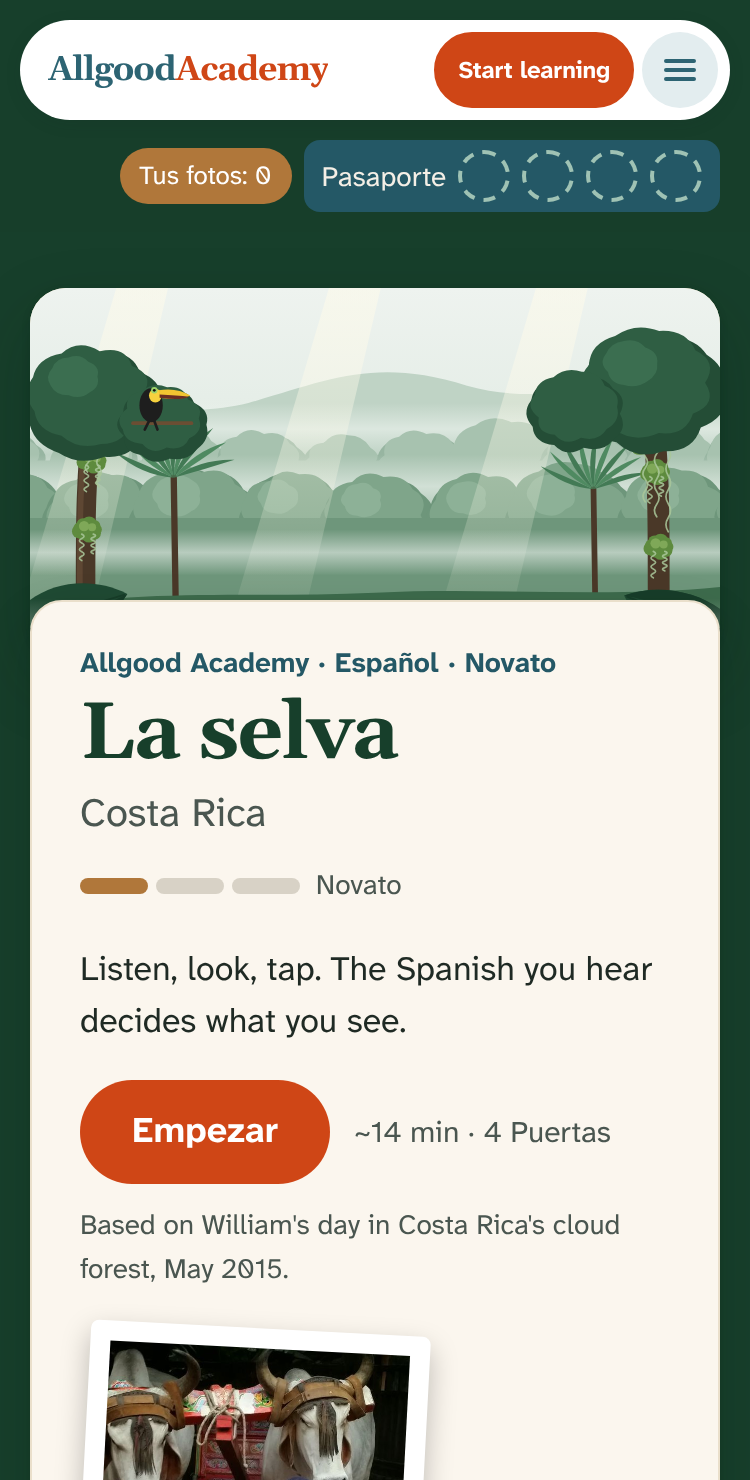 AllgoodAcademy
Start learning
Tus fotos: 0
Pasaporte
Allgood Academy · Español · Novato
La selva
Costa Rica
Novato
Listen, look, tap. The Spanish you hear
decides what you see.
Empezar
~14 min · 4 Puertas
Based on William's day in Costa Rica's cloud
forest, May 2015.